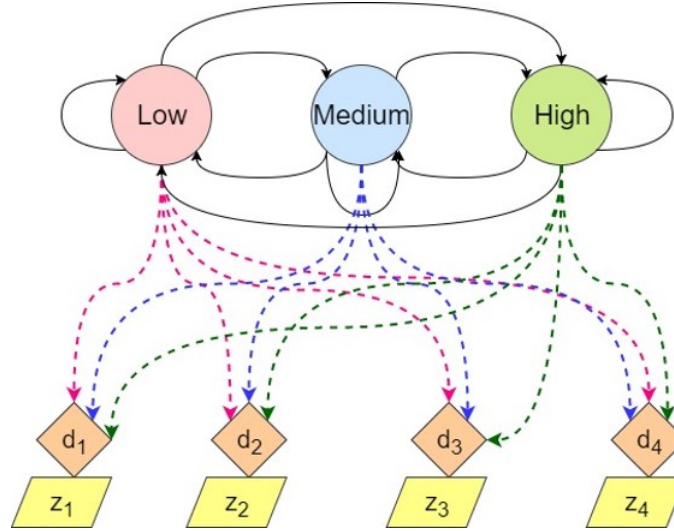 Low Medium High
d₁ d₂ d₃ d₄
z₁ z₂ z₃ z₄